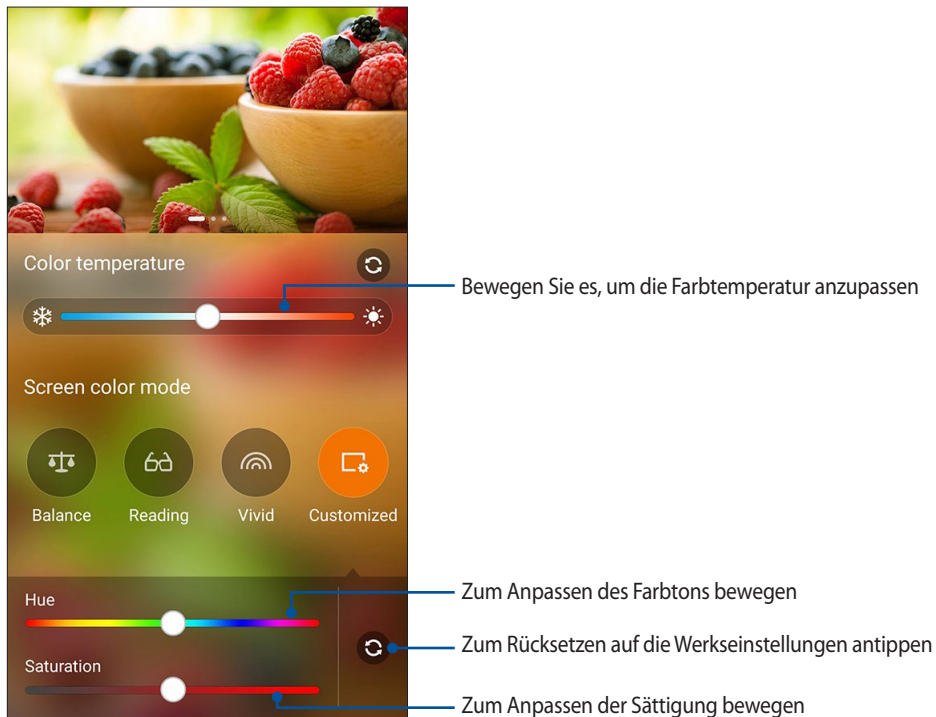 Color temperature
Bewegen Sie es, um die Farbtemperatur anzupassen
Screen color mode
Balance
Reading
Vivid
Customized
Hue
Zum Anpassen des Farbtons bewegen
Zum Rücksetzen auf die Werkseinstellungen antippen
Saturation
Zum Anpassen der Sättigung bewegen